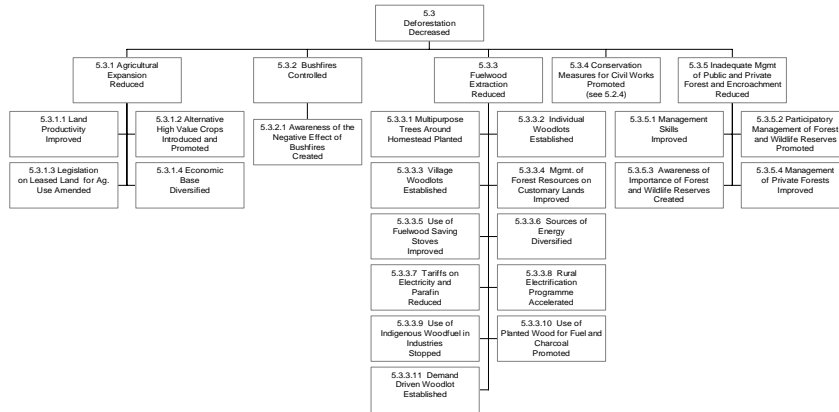 5.3
Deforestation
Decreased
5.3.1 Agricultural
Expansion
Reduced
5.3.2 Bushfires
Controlled
5.3.3
Fuelwood
Extraction
Reduced
5.3.4 Conservation
Measures for Civil Works
Promoted
(see 5.2.4)
5.3.5 Inadequate Mgmt
of Public and Private
Forest and Encroachment
Reduced
5.3.1.1 Land
Productivity
Improved
5.3.1.2 Alternative
High Value Crops
Introduced and
Promoted
5.3.1.3 Legislation
on Leased Land for Ag.
Use Amended
5.3.1.4 Economic
Base
Diversified
5.3.2.1 Awareness of the
Negative Effect of
Bushfires
Created
5.3.3.1 Multipurpose
Trees Around
Homestead Planted
5.3.3.2 Individual
Woodlots
Established
5.3.3.3 Village
Woodlots
Established
5.3.3.4 Mgmt. of
Forest Resources on
Customary Lands
Improved
5.3.3.5 Use of
Fuelwood Saving
Stoves
Improved
5.3.3.6 Sources of
Energy
Diversified
5.3.3.7 Tariffs on
Electricity and
Parafin
Reduced
5.3.3.8 Rural
Electrification
Programme
Accelerated
5.3.3.9 Use of
Indigenous Woodfuel in
Industries
Stopped
5.3.3.10 Use of
Planted Wood for Fuel and
Charcoal
Promoted
5.3.3.11 Demand
Driven Woodlot
Established
5.3.5.1 Management
Skills
Improved
5.3.5.2 Participatory
Management of Forest
and Wildlife Reserves
Promoted
5.3.5.3 Awareness of
Importance of Forest
and Wildlife Reserves
Created
5.3.5.4 Management
of Private Forests
Improved